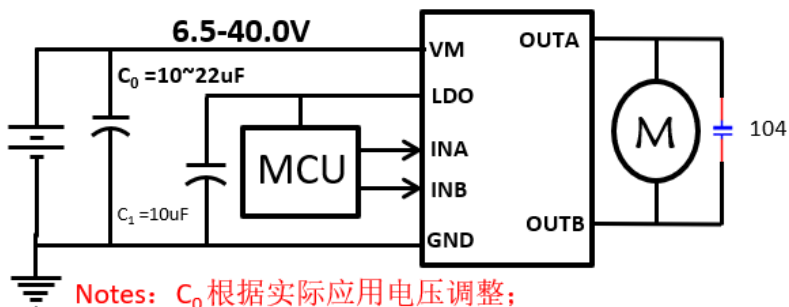 6.5-40.0V
OUTA
VM
C₀ =10~22uF
LDO
104
M
INA
MCU
INB
C₁ =10uF
OUTB
GND
Notes: C₀根据实际应用电压调整；